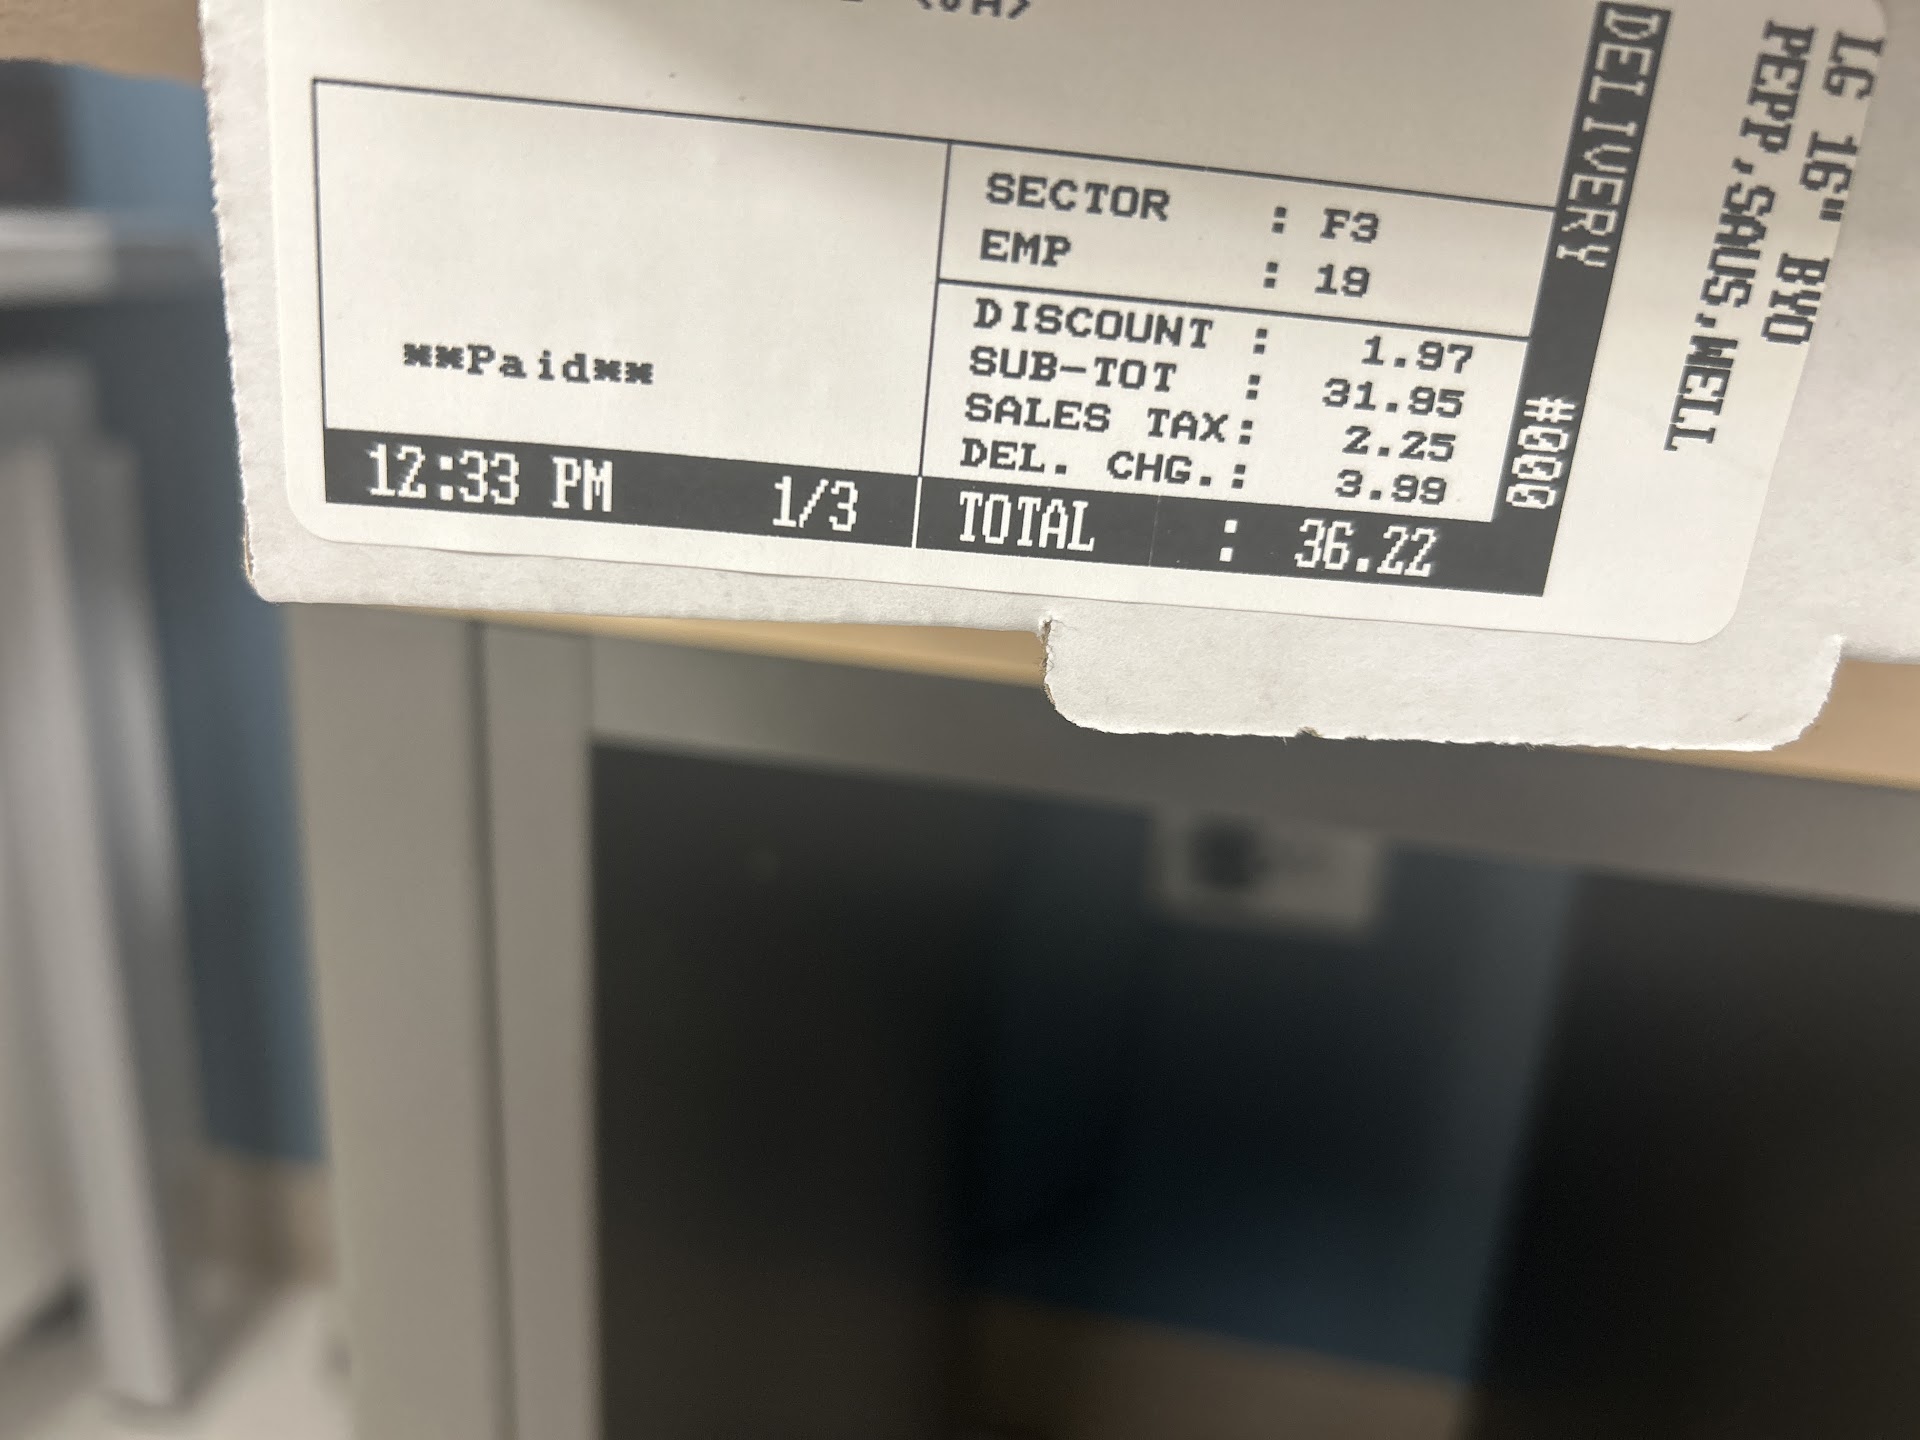 SECTOR : F3
EMP : 19
DISCOUNT : 1.97
SUB-TOT : 31.95
SALES TAX: 2.25
DEL. CHG.: 3.99
**Paid**
12:33 PM 1/3 TOTAL : 36.22
DELIVERY #000
LG 16" BYO
PEPP,SAUS,WELL